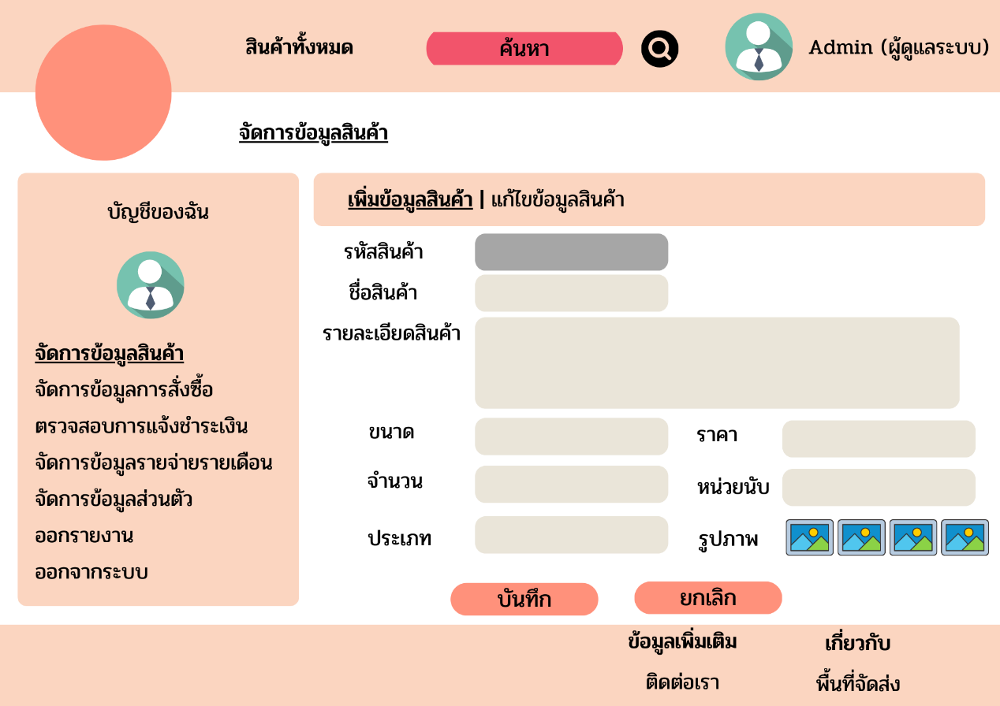 สินค้าทั้งหมด
ค้นหา
Admin (ผู้ดูแลระบบ)
จัดการข้อมูลสินค้า
บัญชีของฉัน
จัดการข้อมูลสินค้า
จัดการข้อมูลการสั่งซื้อ
ตรวจสอบการแจ้งชำระเงิน
จัดการข้อมูลรายจ่ายรายเดือน
จัดการข้อมูลส่วนตัว
ออกรายงาน
ออกจากระบบ
เพิ่มข้อมูลสินค้า | แก้ไขข้อมูลสินค้า
รหัสสินค้า
ชื่อสินค้า
รายละเอียดสินค้า
ขนาด
ราคา
จำนวน
หน่วยนับ
ประเภท
รูปภาพ
บันทึก
ยกเลิก
ข้อมูลเพิ่มเติม
เกี่ยวกับ
ติดต่อเรา
พื้นที่จัดส่ง